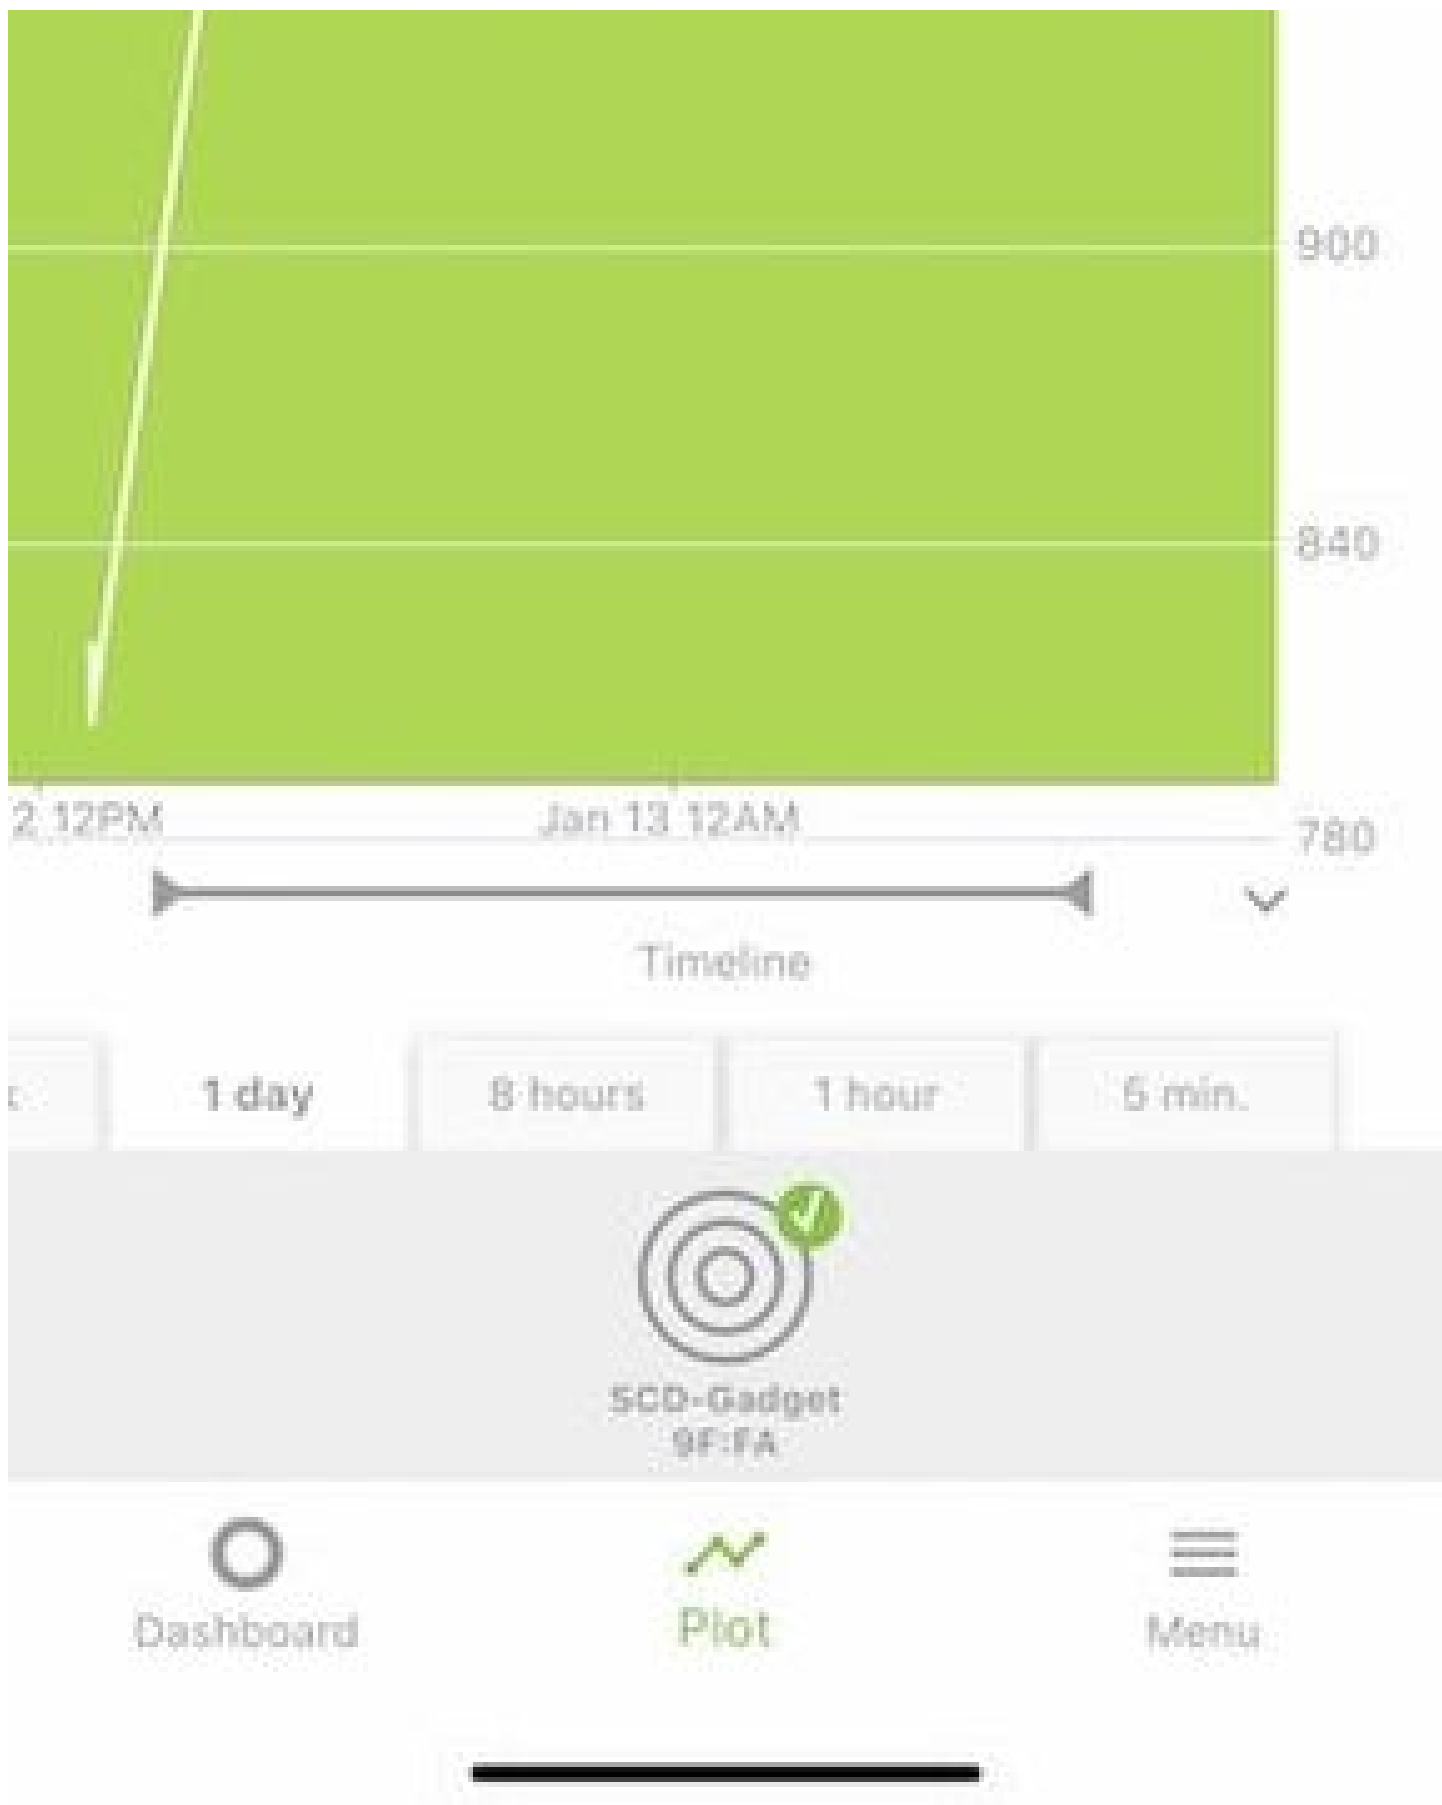 900
840
2 12PM
Jan 13 12AM
780
Timeline
1 day
8 hours
1 hour
5 min.
SCD-Gadget
9F:FA
Dashboard
Plot
Menu